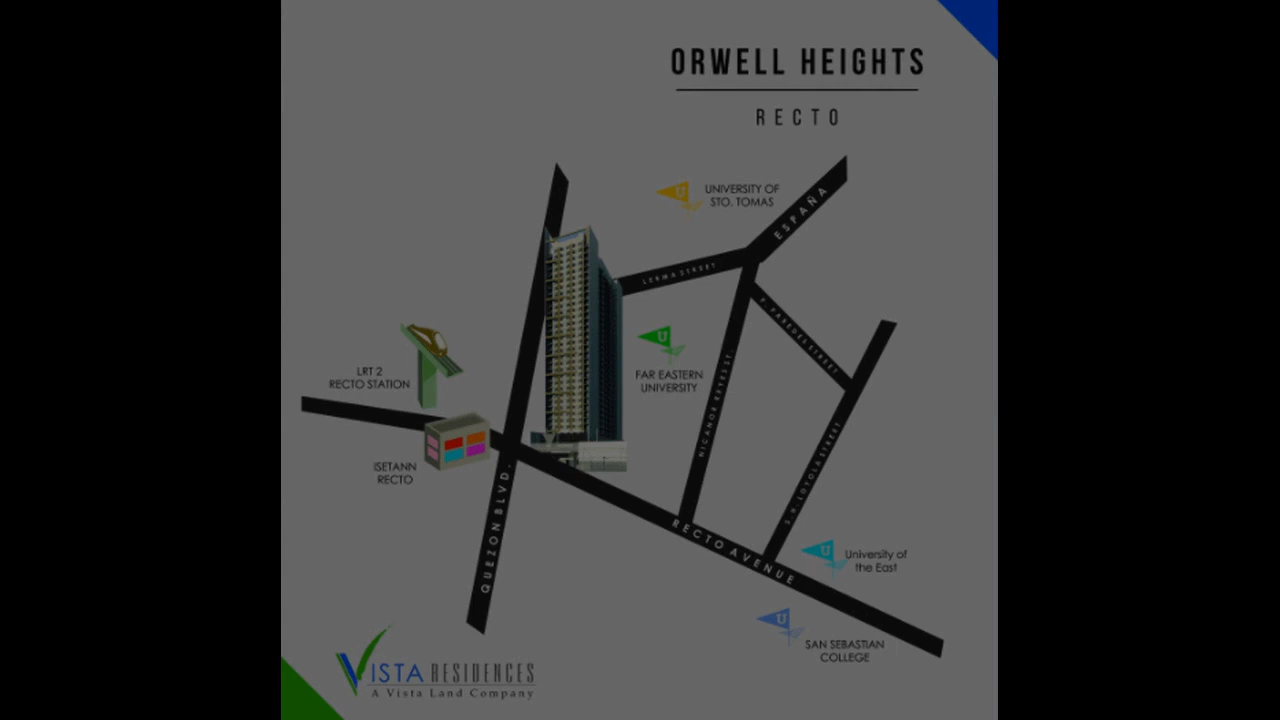 ORWELL HEIGHTS
RECTO
U
UNIVERSITY OF
STO. TOMAS
ESPAÑA
LERMA STREET
P. PAREDES STREET
U
FAR EASTERN
UNIVERSITY
NICANOR REYES ST.
LRT 2
RECTO STATION
ISETANN
RECTO
QUEZON BLVD.
S.H. LOYOLA STREET
RECTO AVENUE
U
University of
the East
U
SAN SEBASTIAN
COLLEGE
VISTA RESIDENCES
A Vista Land Company